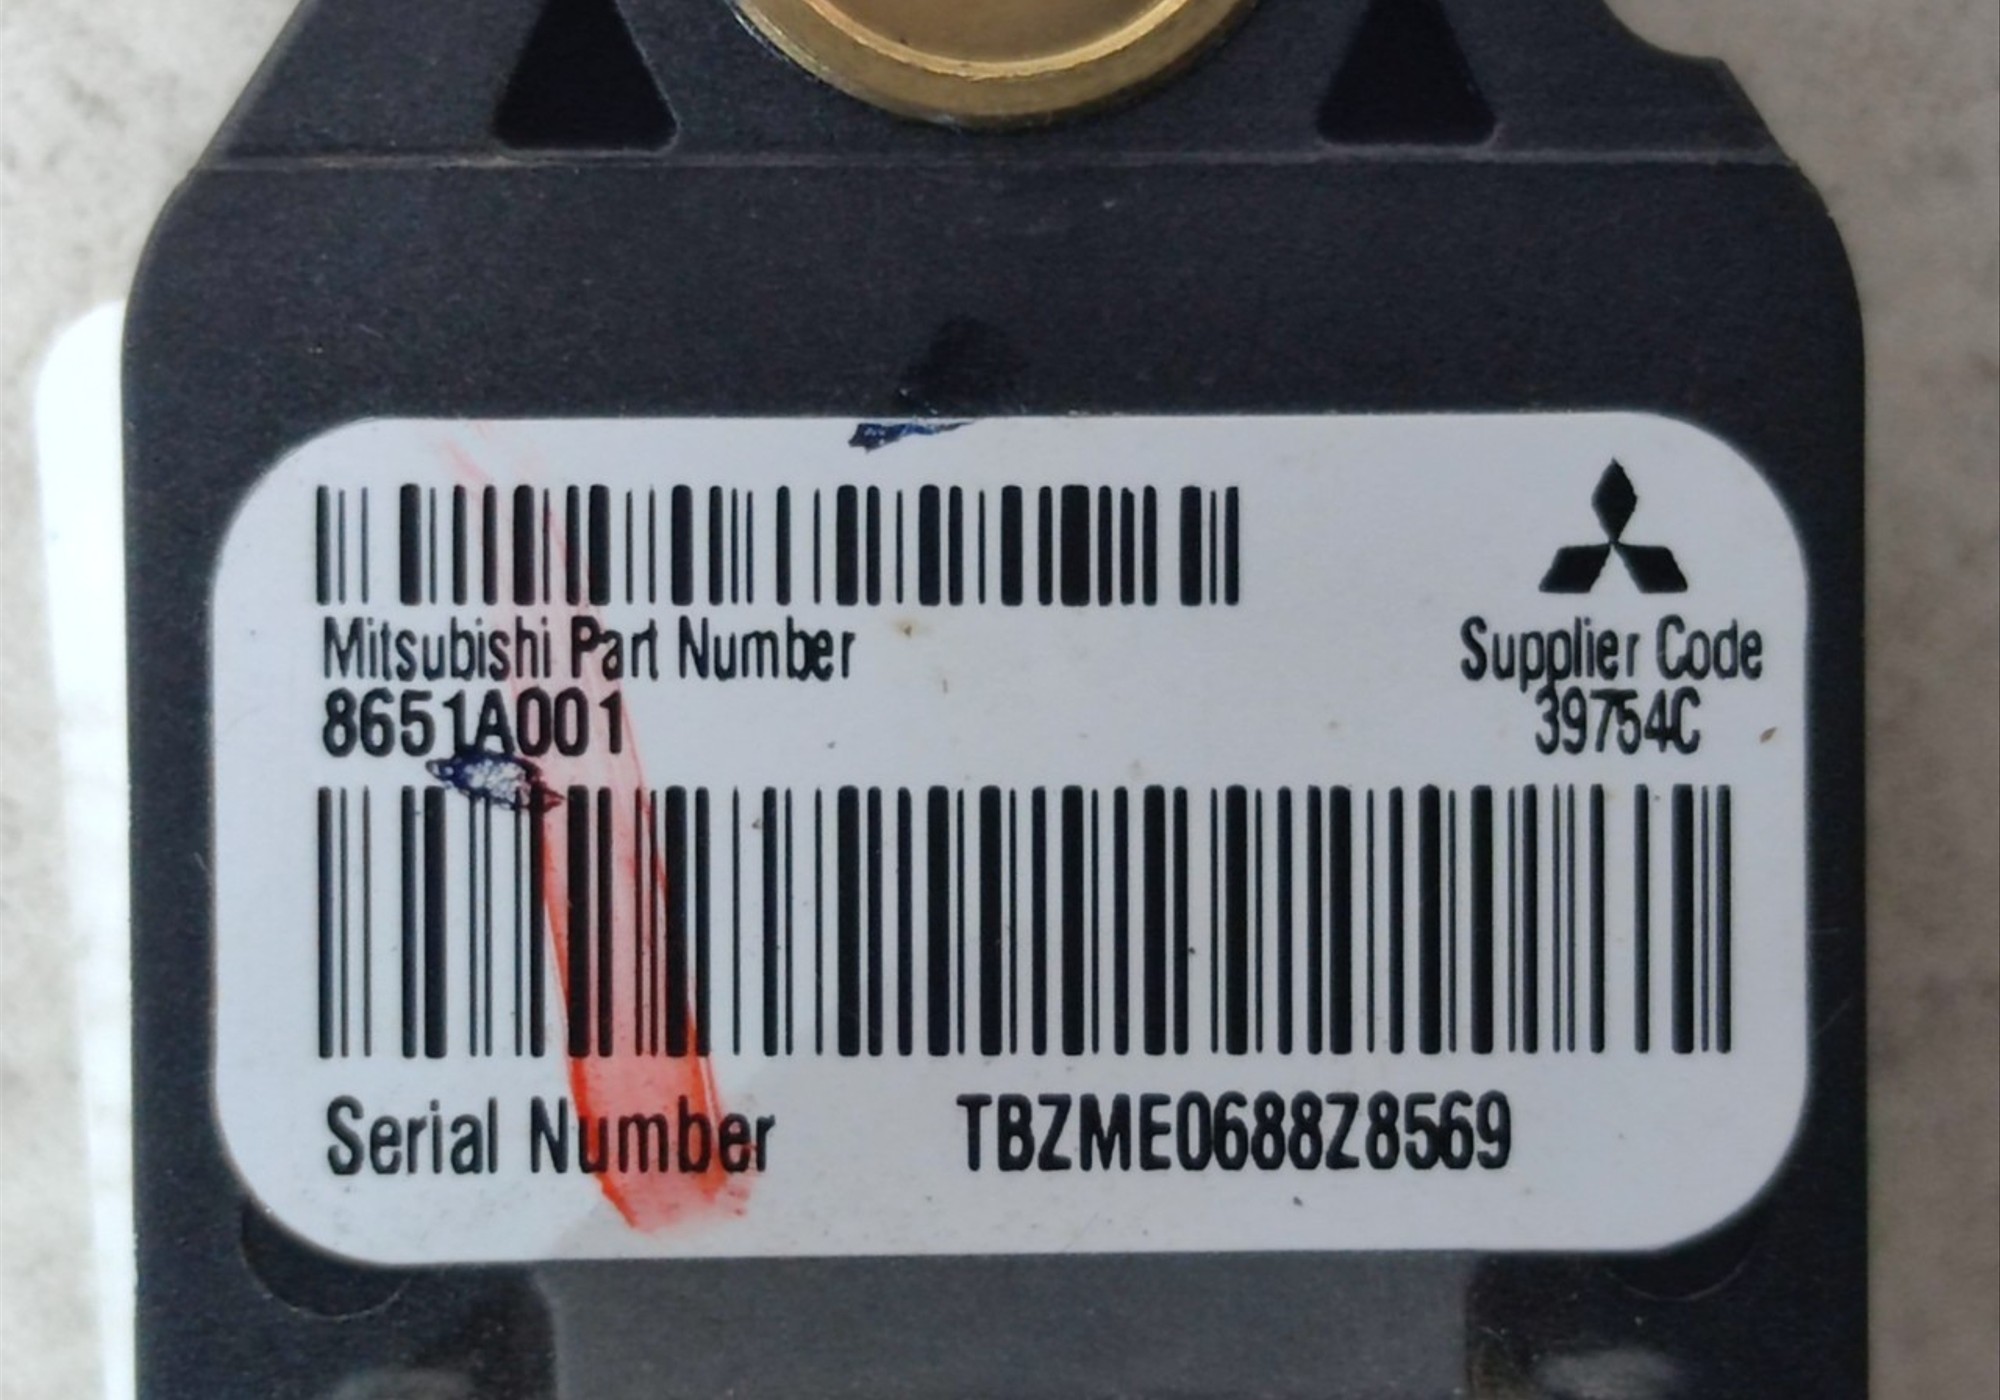 Mitsubishi Part Number
8651A001
Supplier Code
39754C
Serial Number TBZME0688Z8569